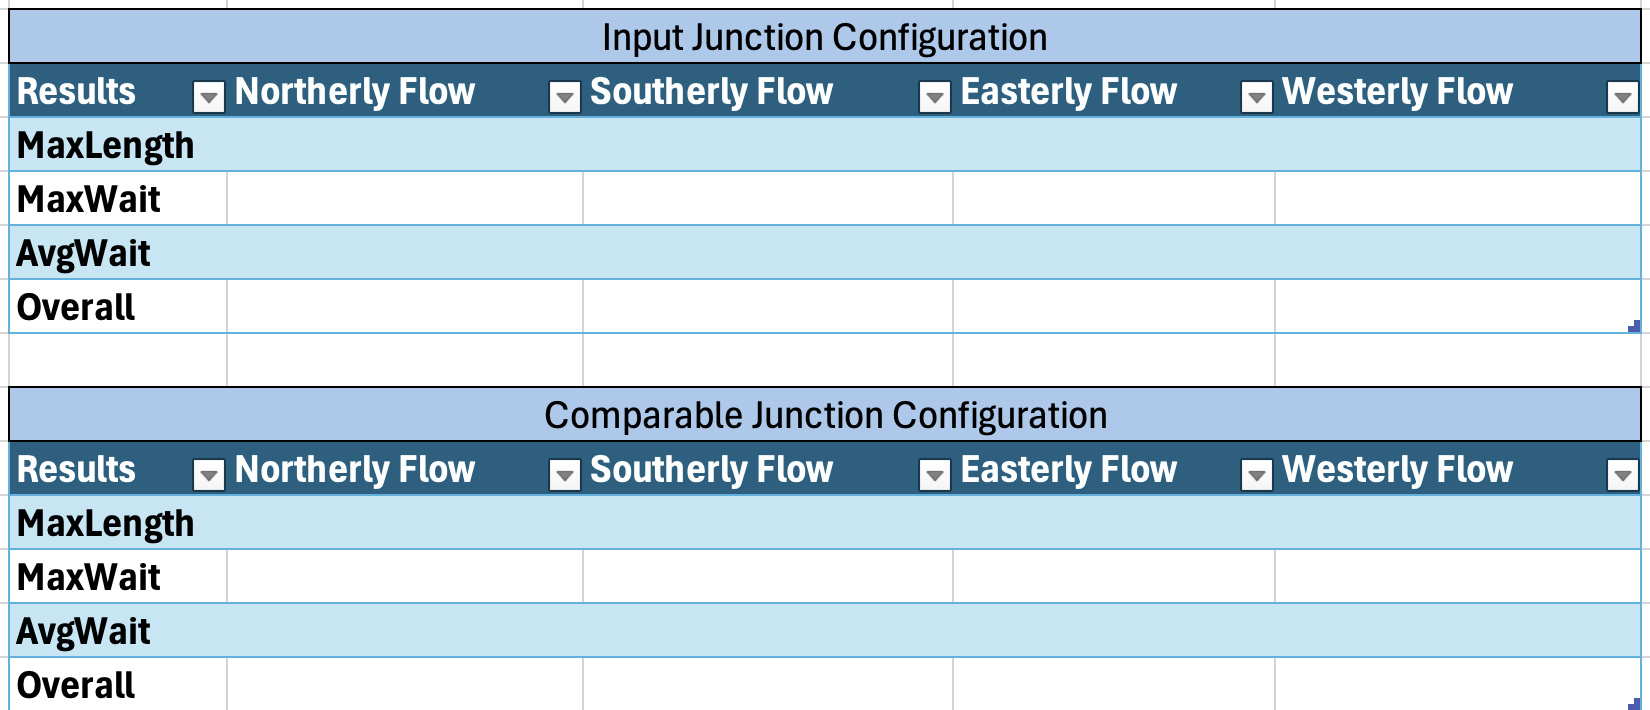 Input Junction Configuration
Results Northerly Flow Southerly Flow Easterly Flow Westerly Flow
MaxLength
MaxWait
AvgWait
Overall
Comparable Junction Configuration
Results Northerly Flow Southerly Flow Easterly Flow Westerly Flow
MaxLength
MaxWait
AvgWait
Overall